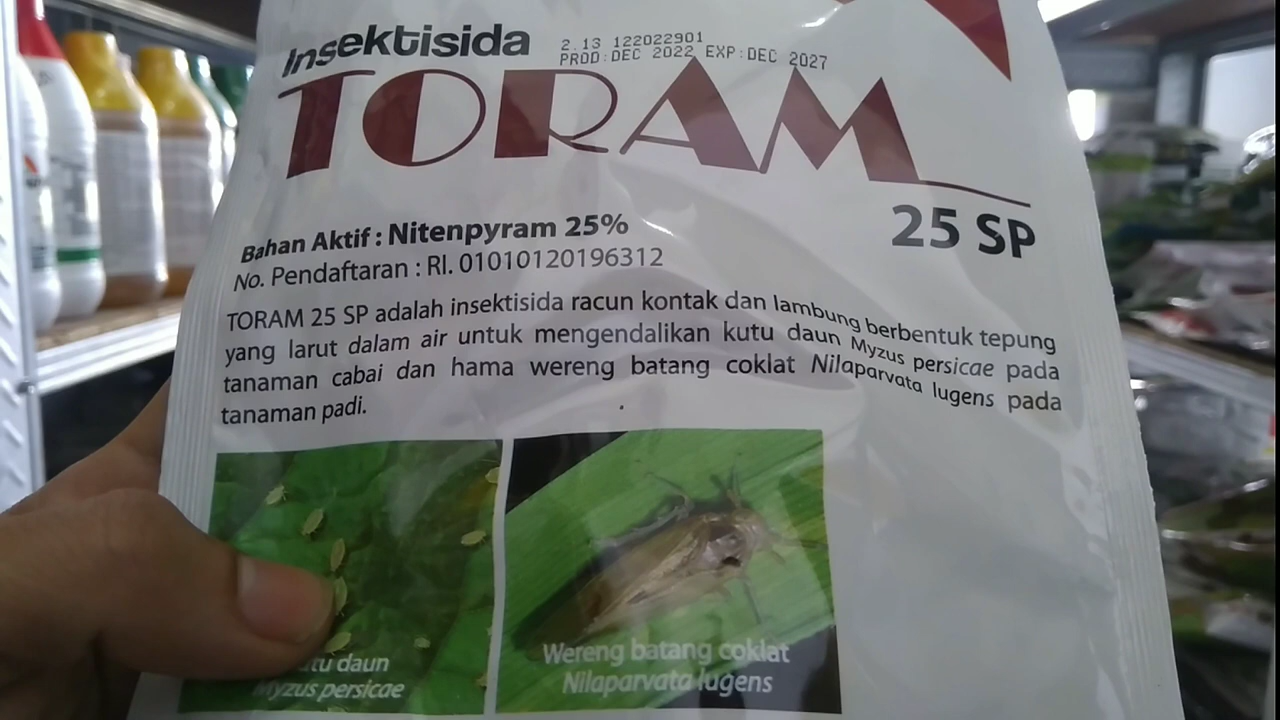 Insektisida
2.13 122022901
PROD:DEC 2022 EXP:DEC 2027
TORAM
25 SP
Bahan Aktif : Nitenpyram 25%
No. Pendaftaran : RI. 01010120196312
TORAM 25 SP adalah insektisida racun kontak dan lambung berbentuk tepung
yang larut dalam air untuk mengendalikan kutu daun Myzus persicae pada
tanaman cabai dan hama wereng batang coklat Nilaparvata lugens pada
tanaman padi.
daun
Myzus persicae
Wereng batang coklat
Nilaparvata lugens